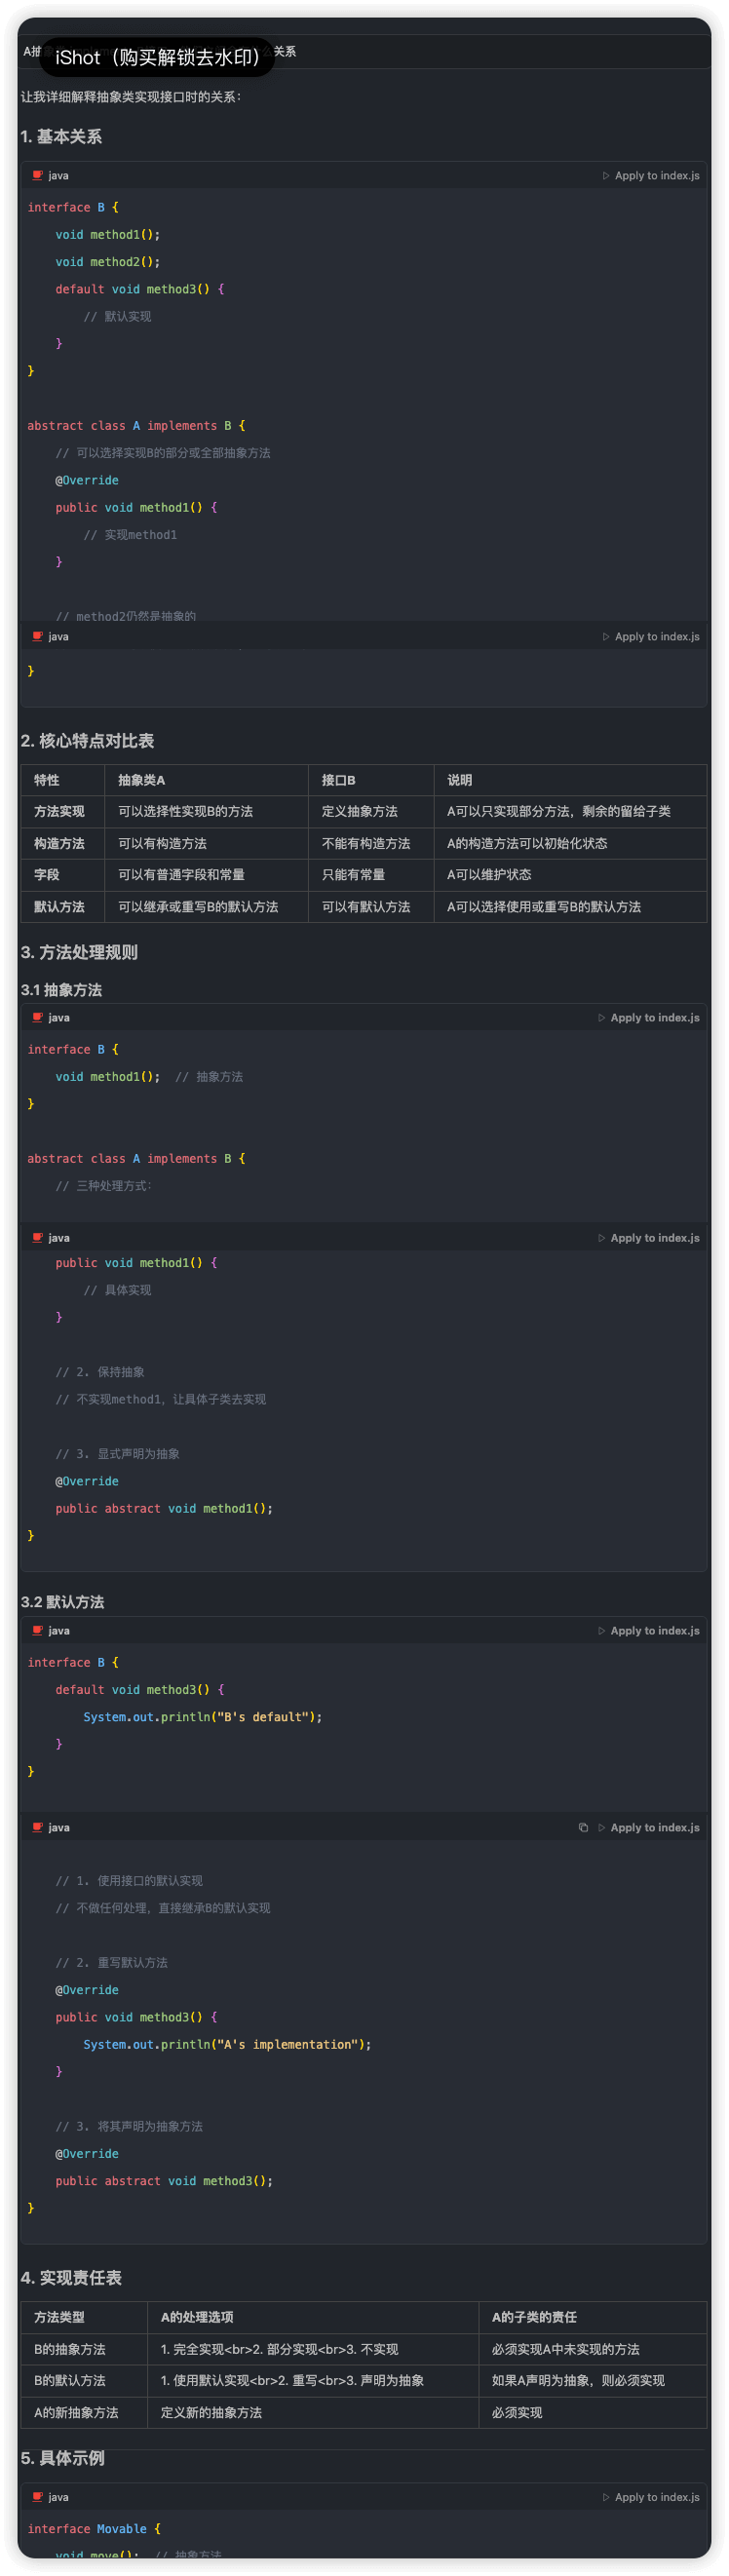 A抽
iShot（购买解锁去水印）
么关系
让我详细解释抽象类实现接口时的关系：
1. 基本关系
java
Apply to index.js
interface B {
void method1();
void method2();
default void method3() {
// 默认实现
}
}
abstract class A implements B {
// 可以选择实现B的部分或全部抽象方法
@Override
public void method1() {
// 实现method1
}
// method2仍然是抽象的
java
Apply to index.js
}
2. 核心特点对比表
特性 抽象类A 接口B 说明
方法实现 可以选择性实现B的方法 定义抽象方法 A可以只实现部分方法，剩余的留给子类
构造方法 可以有构造方法 不能有构造方法 A的构造方法可以初始化状态
字段 可以有普通字段和常量 只能有常量 A可以维护状态
默认方法 可以继承或重写B的默认方法 可以有默认方法 A可以选择使用或重写B的默认方法
3. 方法处理规则
3.1 抽象方法
java
Apply to index.js
interface B {
void method1(); // 抽象方法
}
abstract class A implements B {
// 三种处理方式：
java
Apply to index.js
public void method1() {
// 具体实现
}
// 2. 保持抽象
// 不实现method1，让具体子类去实现
// 3. 显式声明为抽象
@Override
public abstract void method1();
}
3.2 默认方法
java
Apply to index.js
interface B {
default void method3() {
System.out.println("B's default");
}
}
java
Apply to index.js
// 1. 使用接口的默认实现
// 不做任何处理，直接继承B的默认实现
// 2. 重写默认方法
@Override
public void method3() {
System.out.println("A's implementation");
}
// 3. 将其声明为抽象方法
@Override
public abstract void method3();
}
4. 实现责任表
方法类型 A的处理选项 A的子类的责任
B的抽象方法 1. 完全实现<br>2. 部分实现<br>3. 不实现 必须实现A中未实现的方法
B的默认方法 1. 使用默认实现<br>2. 重写<br>3. 声明为抽象 如果A声明为抽象，则必须实现
A的新抽象方法 定义新的抽象方法 必须实现
5. 具体示例
java
Apply to index.js
interface Movable {
void move(); // 抽象方法